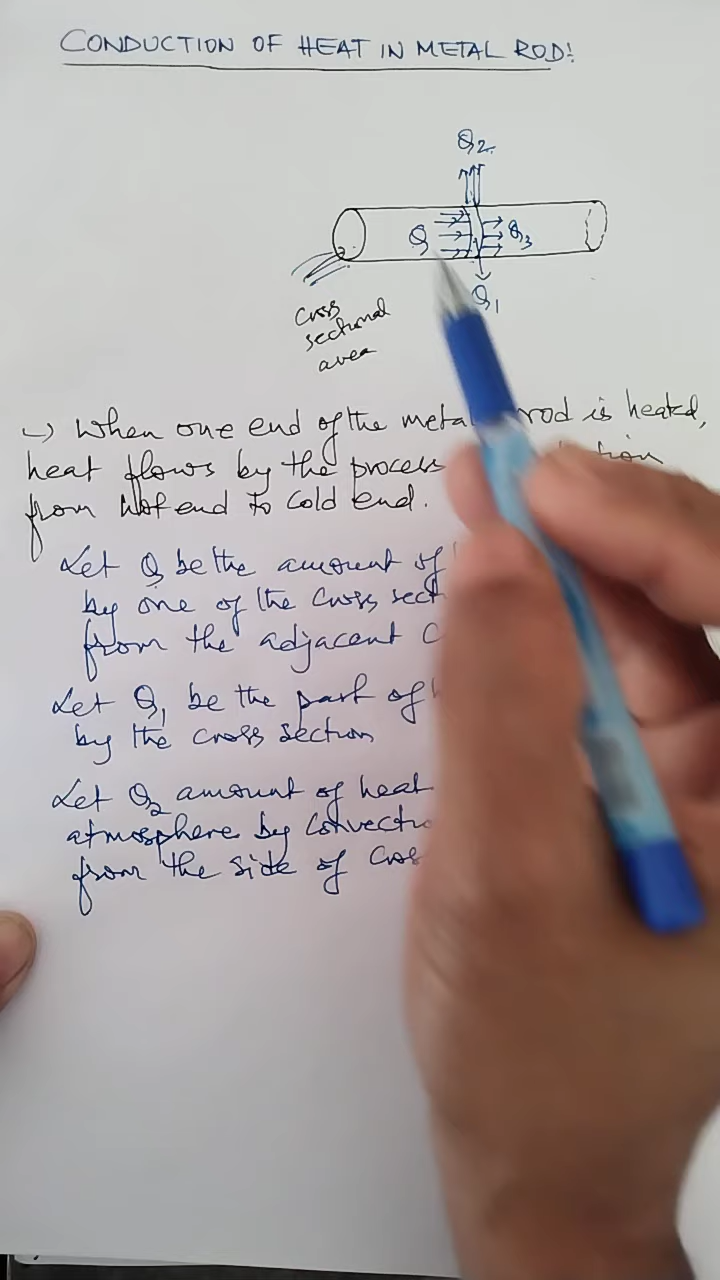 CONDUCTION OF HEAT IN METAL ROD!
Q2
Q
Q3
Q1
Cross
sectional
area
→ When one end of the metal rod is heated,
heat flows by the process
from hot end to cold end.
Let Q be the amount of
by one of the cross
from the adjacent
Let Q1 be the part of
by the cross section
Let Q2 amount of heat
atmosphere by
from the side of